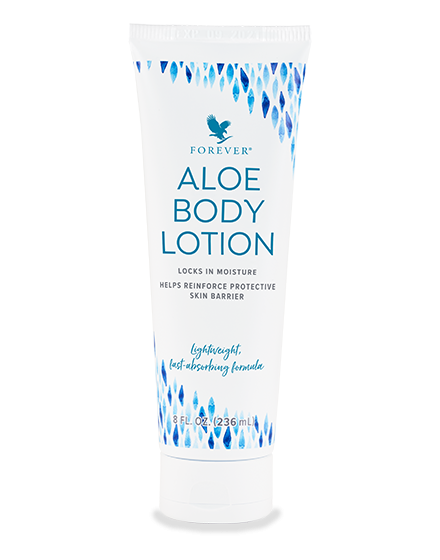 FOREVER®
ALOE
BODY
LOTION
LOCKS IN MOISTURE
HELPS REINFORCE PROTECTIVE
SKIN BARRIER
Lightweight,
fast-absorbing formula
8 FL. OZ. (236 mL)